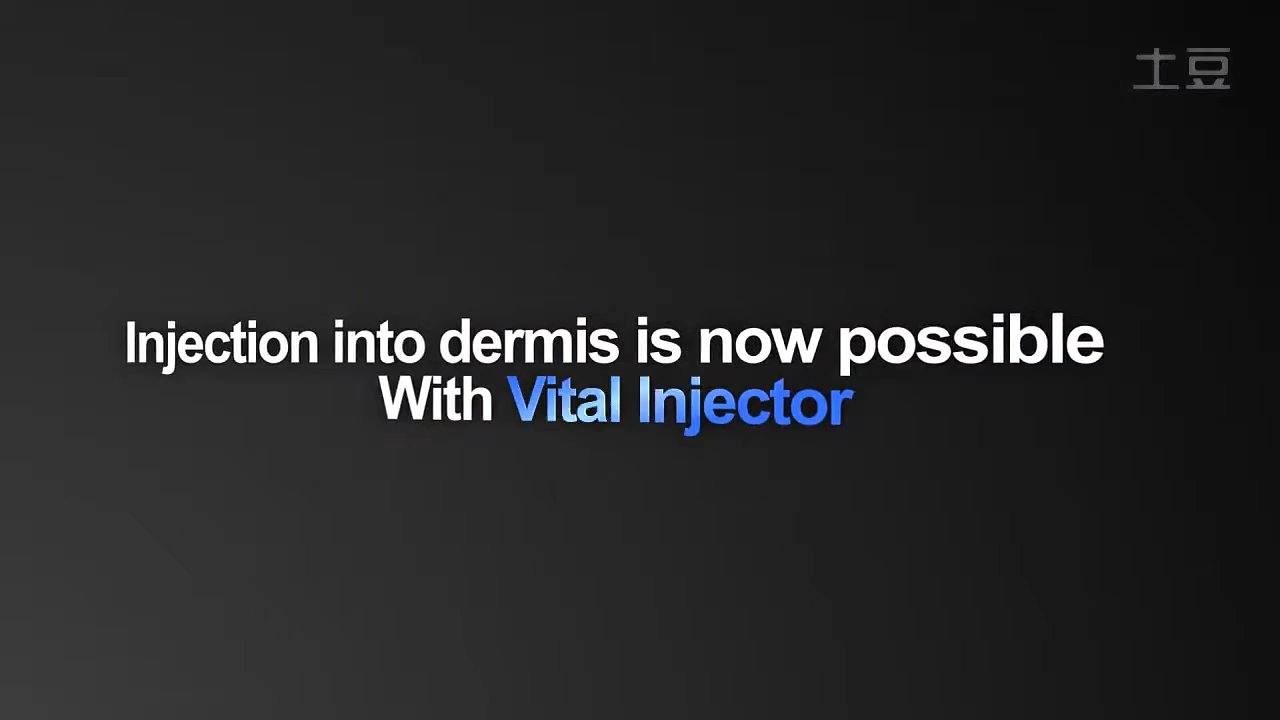 土豆
Injection into dermis is now possible
With Vital Injector